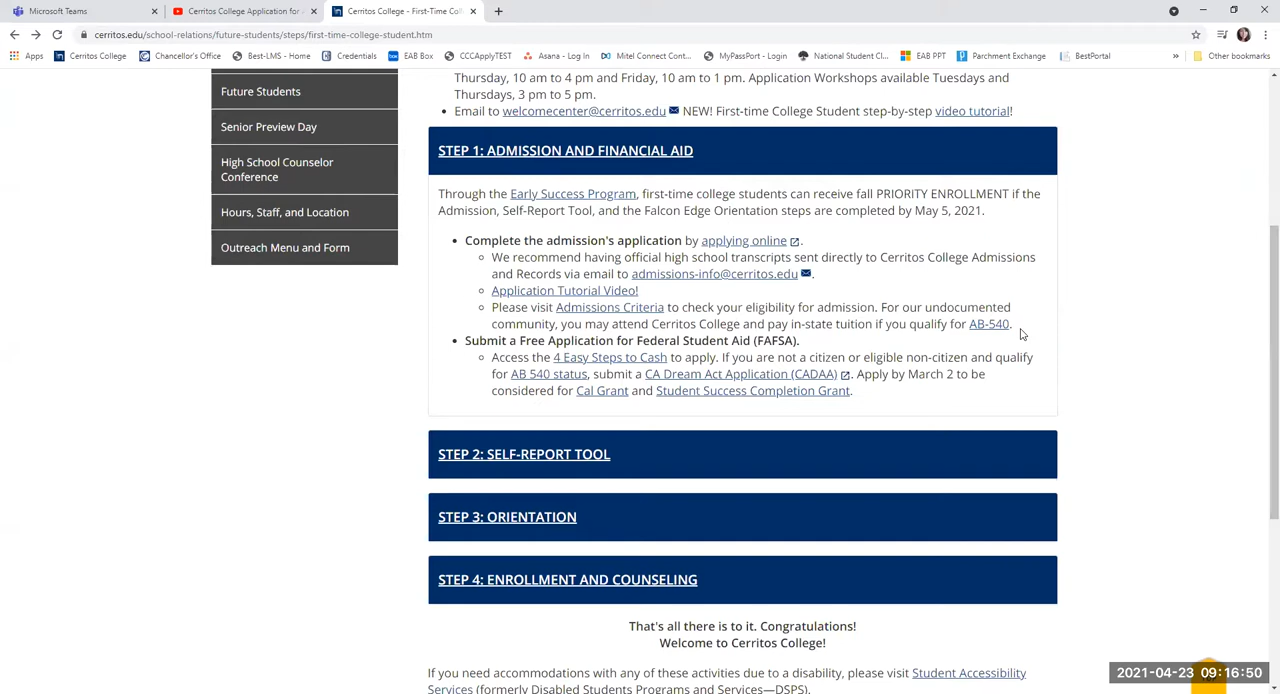 Microsoft Teams
Cerritos College Application for A
Cerritos College - First-Time Coll
cerritos.edu/school-relations/future-students/steps/first-time-college-student.htm
Apps
Cerritos College
Chancellor's Office
Best-LMS - Home
Credentials
EAB Box
CCCApplyTEST
Asana - Log In
Mitel Connect Cont...
MyPassPort - Login
National Student Cl...
EAB PPT
Parchment Exchange
BestPortal
»
Other bookmarks
Future Students
Senior Preview Day
High School Counselor
Conference
Hours, Staff, and Location
Outreach Menu and Form
Thursday, 10 am to 4 pm and Friday, 10 am to 1 pm. Application Workshops available Tuesdays and
Thursdays, 3 pm to 5 pm.
• Email to welcomecenter@cerritos.edu NEW! First-time College Student step-by-step video tutorial!
STEP 1: ADMISSION AND FINANCIAL AID
Through the Early Success Program, first-time college students can receive fall PRIORITY ENROLLMENT if the
Admission, Self-Report Tool, and the Falcon Edge Orientation steps are completed by May 5, 2021.
• Complete the admission's application by applying online .
We recommend having official high school transcripts sent directly to Cerritos College Admissions
and Records via email to admissions-info@cerritos.edu .
Application Tutorial Video!
Please visit Admissions Criteria to check your eligibility for admission. For our undocumented
community, you may attend Cerritos College and pay in-state tuition if you qualify for AB-540.
• Submit a Free Application for Federal Student Aid (FAFSA).
Access the 4 Easy Steps to Cash to apply. If you are not a citizen or eligible non-citizen and qualify
for AB 540 status, submit a CA Dream Act Application (CADAA) . Apply by March 2 to be
considered for Cal Grant and Student Success Completion Grant.
STEP 2: SELF-REPORT TOOL
STEP 3: ORIENTATION
STEP 4: ENROLLMENT AND COUNSELING
That's all there is to it. Congratulations!
Welcome to Cerritos College!
If you need accommodations with any of these activities due to a disability, please visit Student Accessibility
Services (formerly Disabled Students Programs and Services—DSPS).
2021-04-23 09:16:50